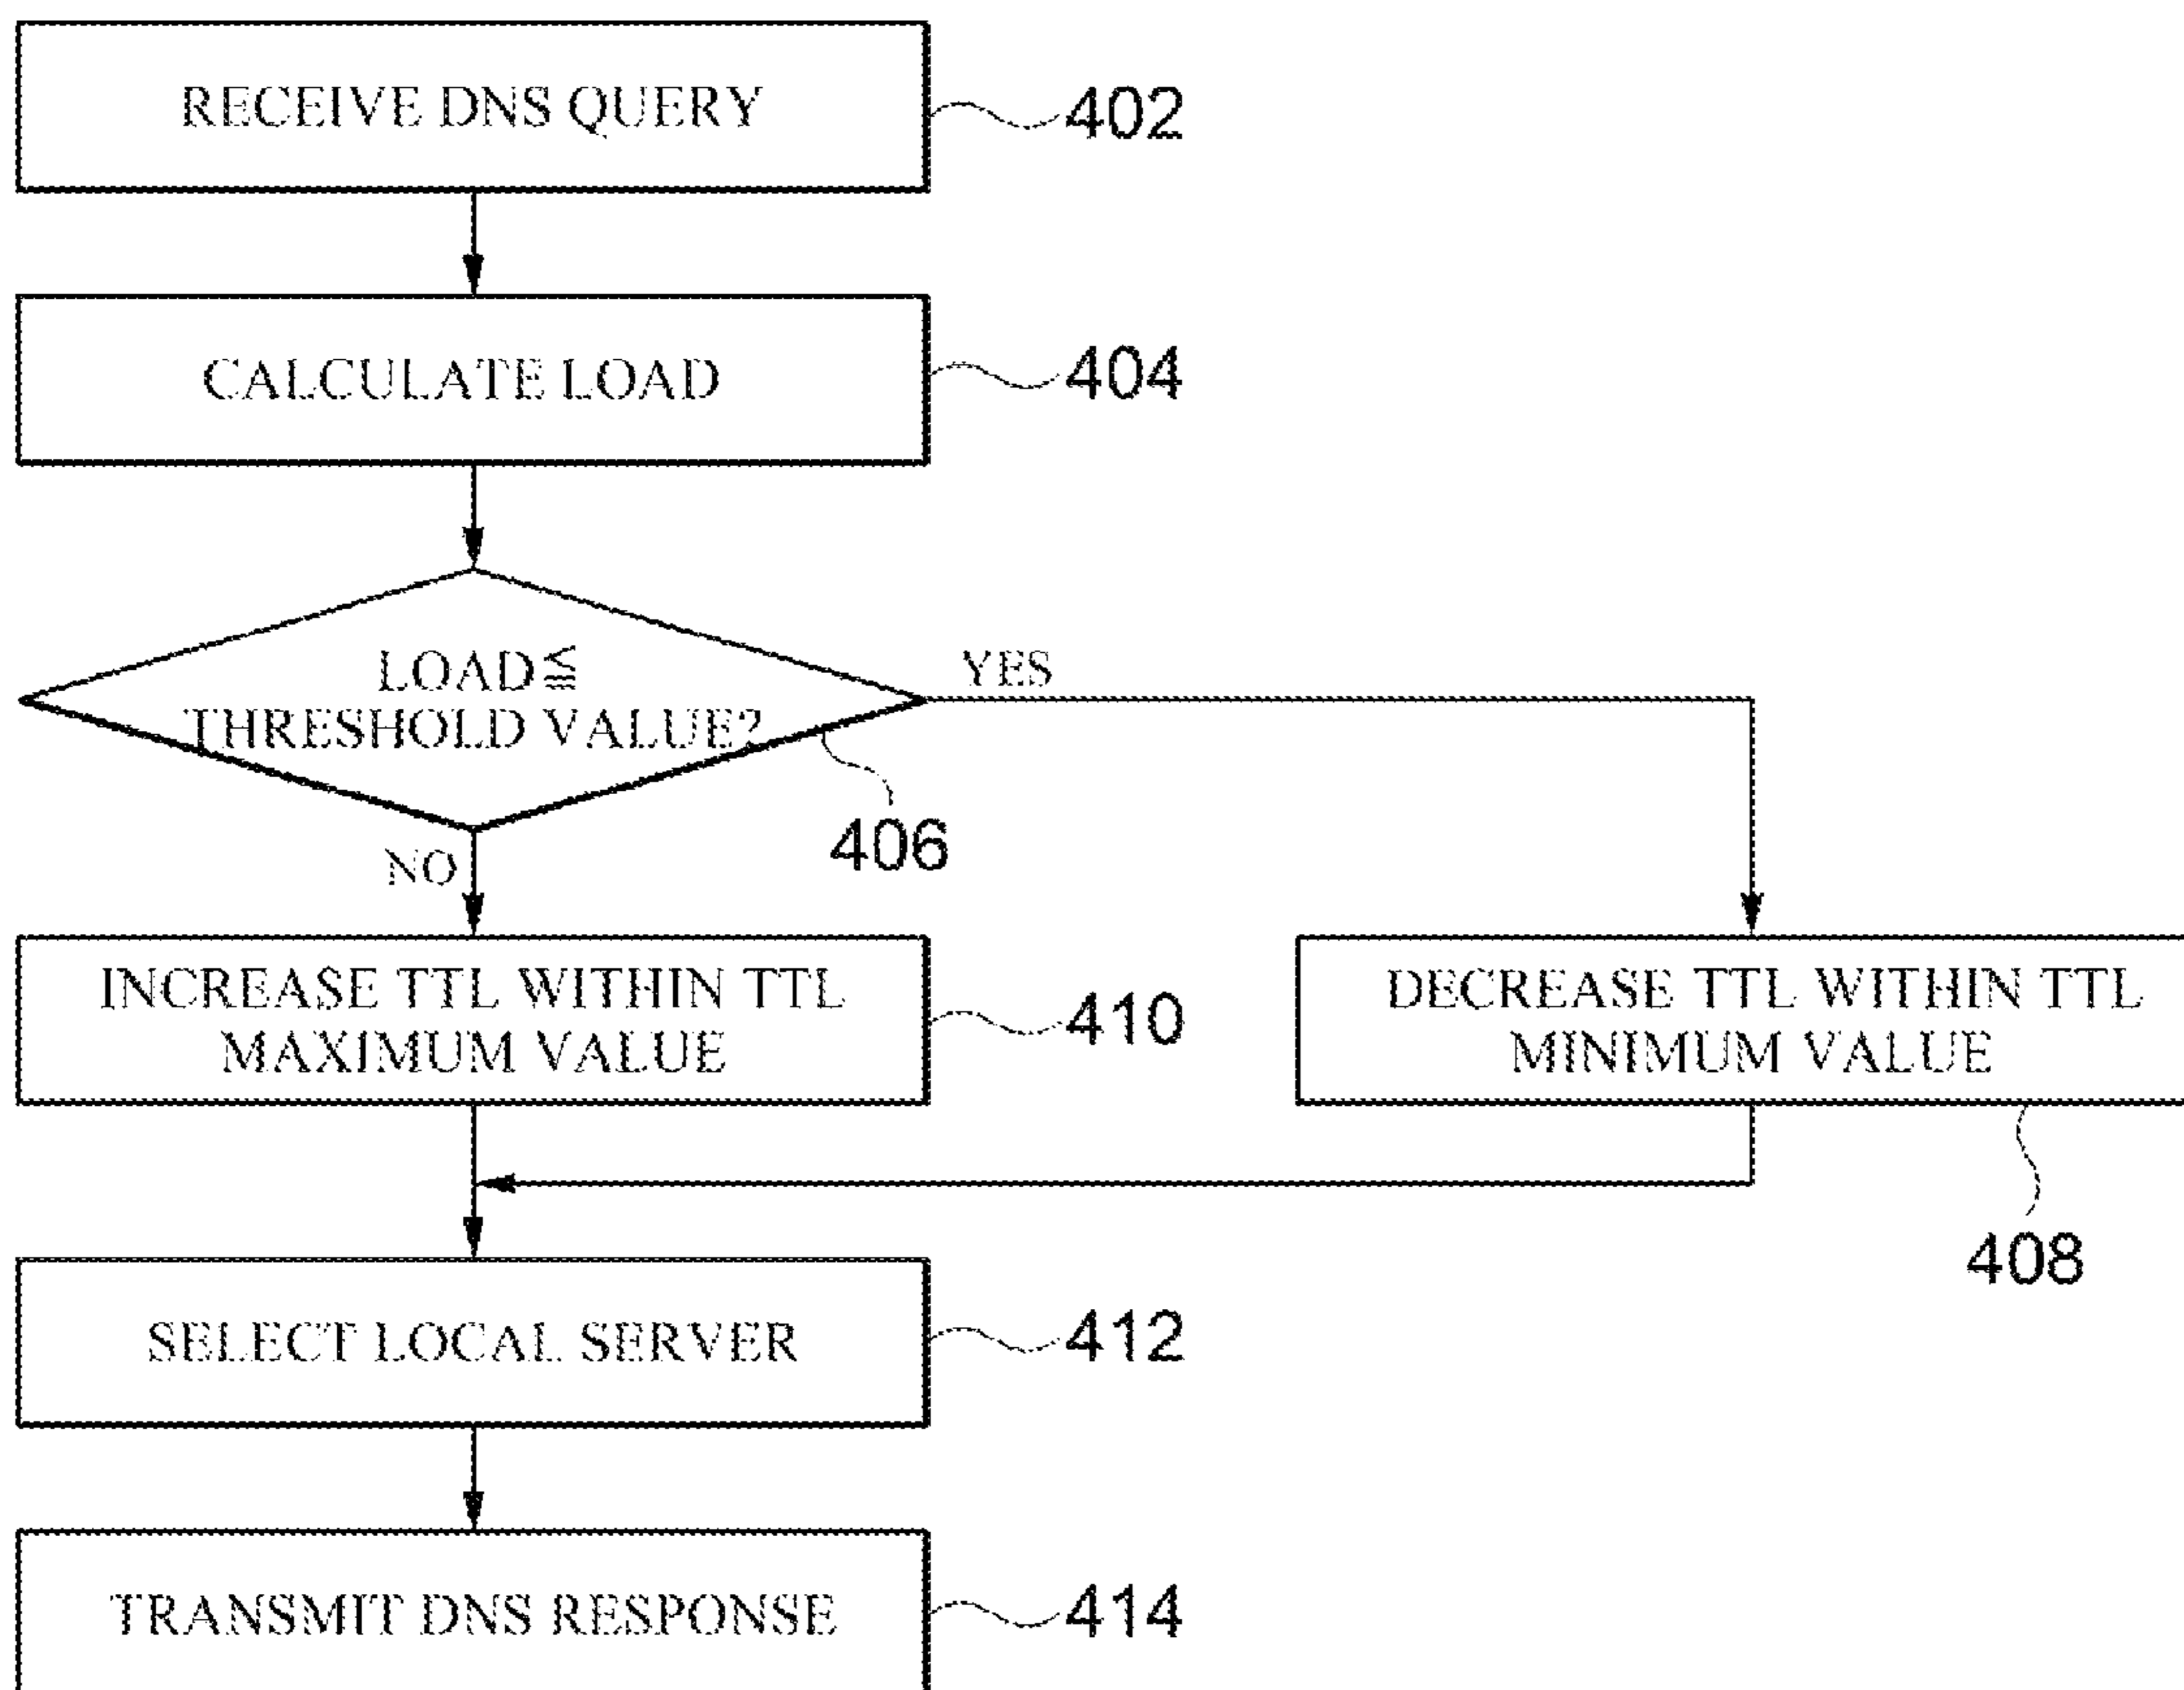 RECEIVE DNS QUERY
402
CALCULATE LOAD
404
LOAD≦
THRESHOLD VALUE?
YES
406
NO
INCREASE TTL WITHIN TTL
MAXIMUM VALUE
410
DECREASE TTL WITHIN TTL
MINIMUM VALUE
408
SELECT LOCAL SERVER
412
TRANSMIT DNS RESPONSE
414